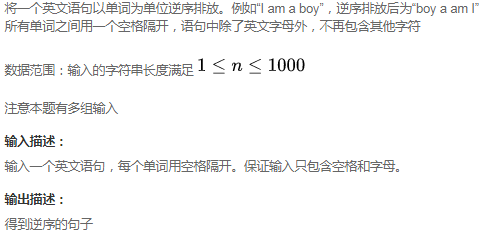 将一个英文语句以单词为单位逆序排放。例如“I am a boy”，逆序排放后为“boy a am I”
所有单词之间用一个空格隔开，语句中除了英文字母外，不再包含其他字符
数据范围：输入的字符串长度满足 1 ≤ n ≤ 1000
注意本题有多组输入
输入描述：
输入一个英文语句，每个单词用空格隔开。保证输入只包含空格和字母。
输出描述：
得到逆序的句子